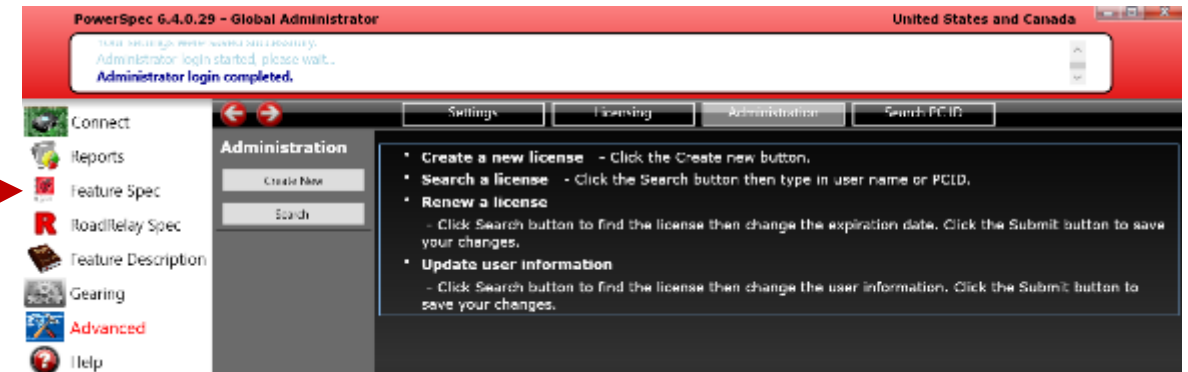 PowerSpec 6.4.0.29 - Global Administrator
United States and Canada
Your settings were saved successfully.
Administrator login started, please wait...
Administrator login completed.
Connect
Reports
Feature Spec
RoadRelay Spec
Feature Description
Gearing
Advanced
Help
Settings
Licensing
Administration
Search PC ID
Administration
Create New
Search
• Create a new license - Click the Create new button.
• Search a license - Click the Search button then type in user name or PCID.
• Renew a license
- Click Search button to find the license then change the expiration date. Click the Submit button to save
your changes.
• Update user information
- Click Search button to find the license then change the user information. Click the Submit button to
save your changes.